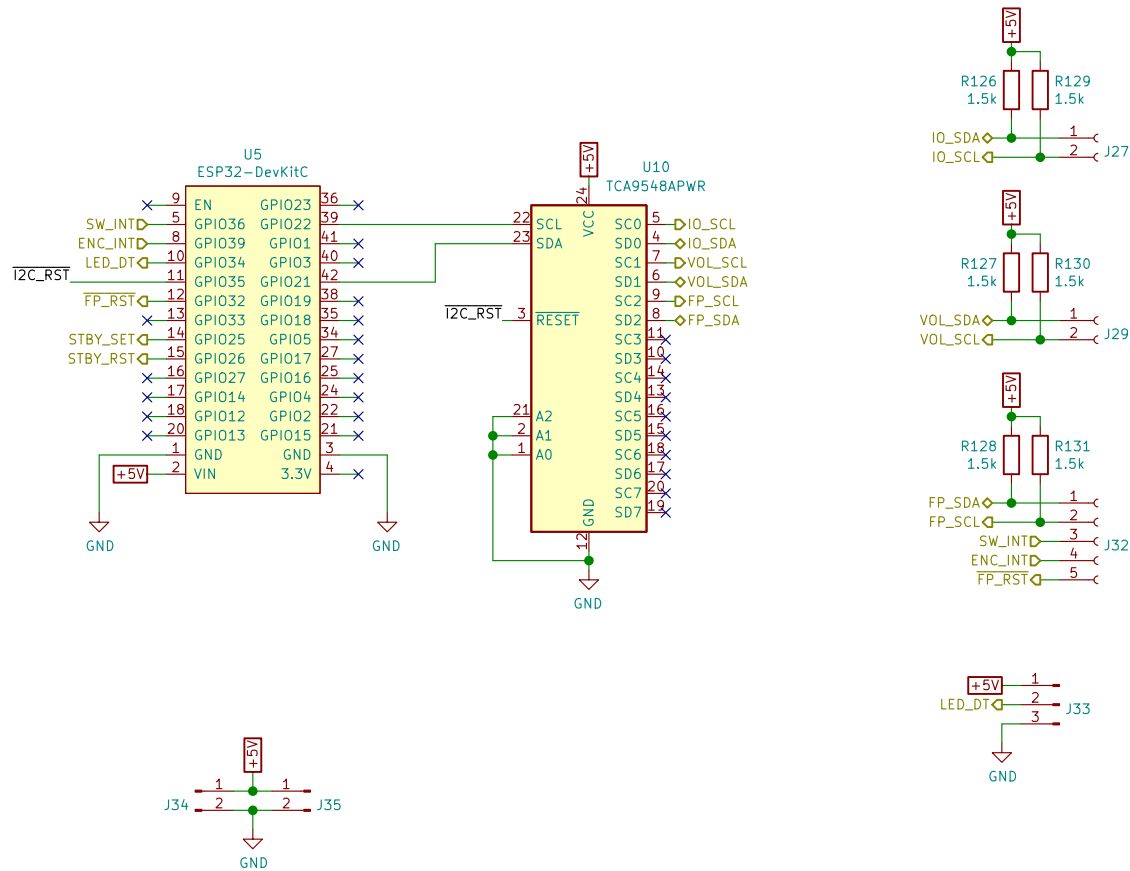 +5V
R126
1.5k
R129
1.5k
IO_SDA
1
IO_SCL
2
J27
U5
ESP32-DevKitC
9 EN GPIO23 36
SW_INT 5 GPIO36 GPIO22 39
ENC_INT 8 GPIO39 GPIO1 41
LED_DT 10 GPIO34 GPIO3 40
I2C_RST 11 GPIO35 GPIO21 42
FP_RST 12 GPIO32 GPIO19 38
13 GPIO33 GPIO18 35
STBY_SET 14 GPIO25 GPIO5 34
STBY_RST 15 GPIO26 GPIO17 27
16 GPIO27 GPIO16 25
17 GPIO14 GPIO4 24
18 GPIO12 GPIO2 22
20 GPIO13 GPIO15 21
1 GND GND 3
+5V 2 VIN 3.3V 4
GND
GND
+5V
U10
TCA9548APWR
24
VCC
22 SCL SC0 5 IO_SCL
23 SDA SD0 4 IO_SDA
SC1 7 VOL_SCL
SD1 6 VOL_SDA
SC2 9 FP_SCL
I2C_RST 3 RESET SD2 8 FP_SDA
SC3 11
SD3 10
SC4 14
SD4 13
21 A2 SC5 16
2 A1 SD5 15
1 A0 SC6 18
SD6 17
SC7 20
SD7 19
GND
12
GND
+5V
R127
1.5k
R130
1.5k
VOL_SDA
1
VOL_SCL
2
J29
+5V
R128
1.5k
R131
1.5k
FP_SDA
1
FP_SCL
2
SW_INT
3
J32
ENC_INT
4
FP_RST
5
+5V
1
LED_DT
2
J33
3
GND
+5V
1
1
J34
2
2
J35
GND